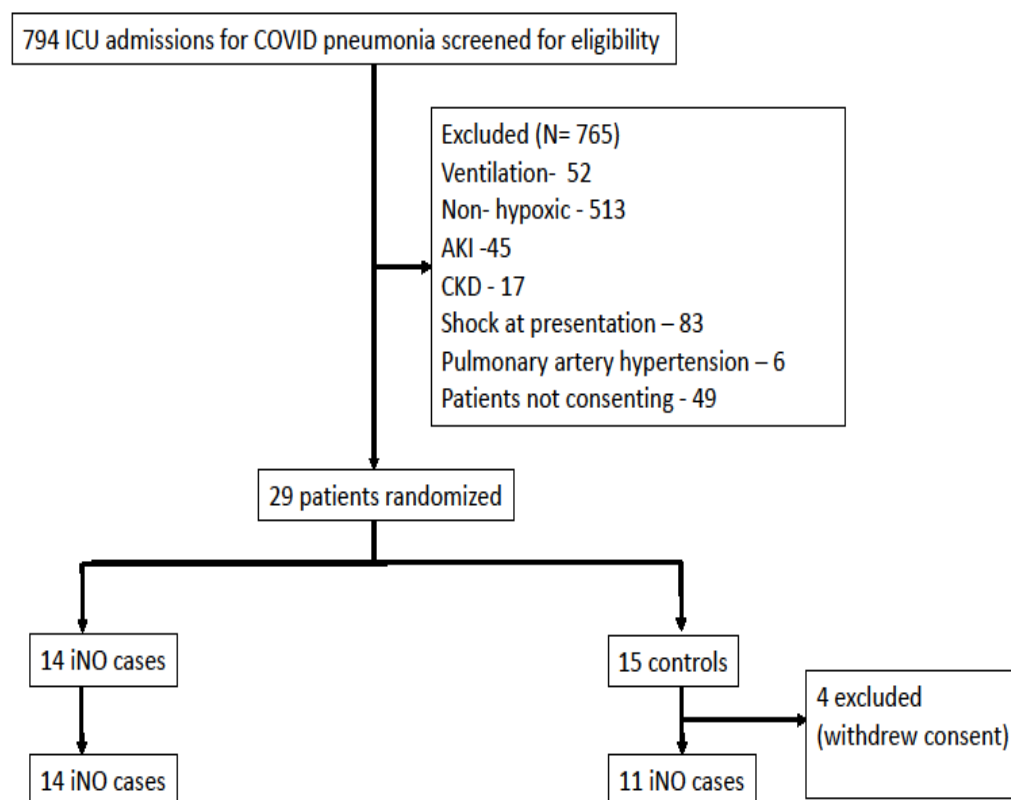 794 ICU admissions for COVID pneumonia screened for eligibility
Excluded (N= 765)
Ventilation-  52
Non- hypoxic - 513
AKI -45
CKD - 17
Shock at presentation – 83
Pulmonary artery hypertension – 6
Patients not consenting - 49
29 patients randomized
14 iNO cases
15 controls
4 excluded
(withdrew consent)
14 iNO cases
11 iNO cases